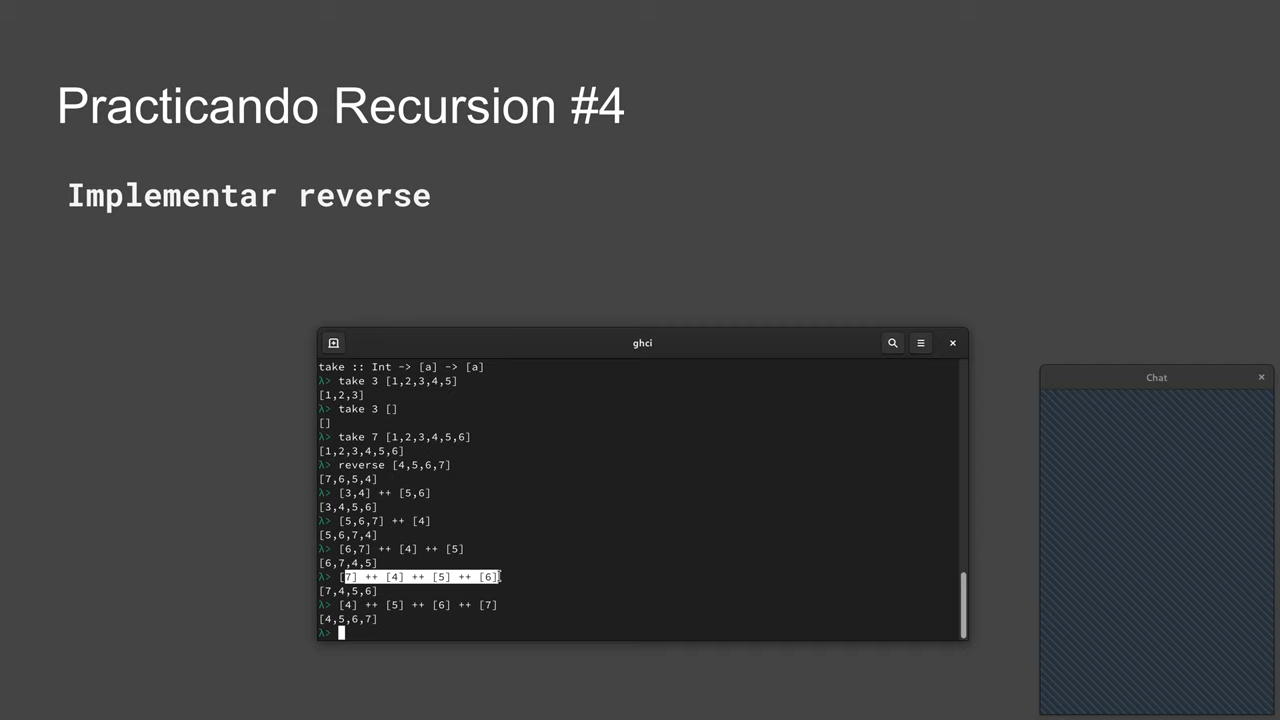 Practicando Recursion #4
Implementar reverse
ghci
take :: Int -> [a] -> [a]
λ> take 3 [1,2,3,4,5]
[1,2,3]
λ> take 3 []
[]
λ> take 7 [1,2,3,4,5,6]
[1,2,3,4,5,6]
λ> reverse [4,5,6,7]
[7,6,5,4]
λ> [3,4] ++ [5,6]
[3,4,5,6]
λ> [5,6,7] ++ [4]
[5,6,7,4]
λ> [6,7] ++ [4] ++ [5]
[6,7,4,5]
λ> [7] ++ [4] ++ [5] ++ [6]
[7,4,5,6]
λ> [4] ++ [5] ++ [6] ++ [7]
[4,5,6,7]
λ>
Chat